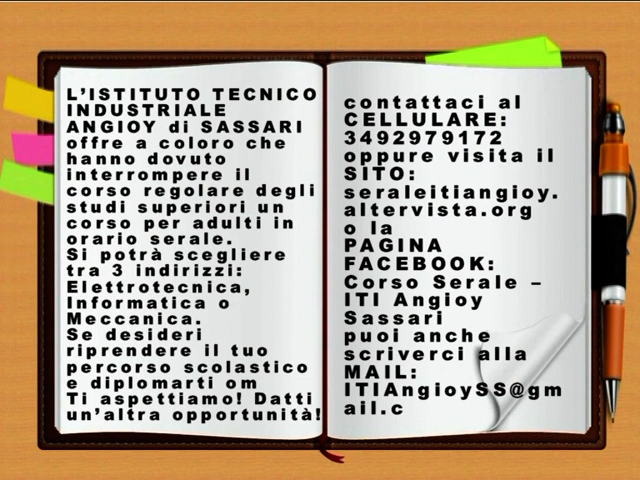 L'ISTITUTO TECNICO
INDUSTRIALE
ANGIOY di SASSARI
offre a coloro che
hanno dovuto
interrompere il
corso regolare degli
studi superiori un
corso per adulti in
orario serale.
Si potrà scegliere
tra 3 indirizzi:
Elettrotecnica,
Informatica o
Meccanica.
Se desideri
riprendere il tuo
percorso scolastico
e diplomarti om
Ti aspettiamo! Datti
un'altra opportunità!
contattaci al
CELLULARE:
3492979172
oppure visita il
SITO:
seraleitiangioy.
altervista.org
o la
PAGINA
FACEBOOK:
Corso Serale –
ITI Angioy
Sassari
puoi anche
scriverci alla
MAIL:
ITIAngioySS@gm
ail.c